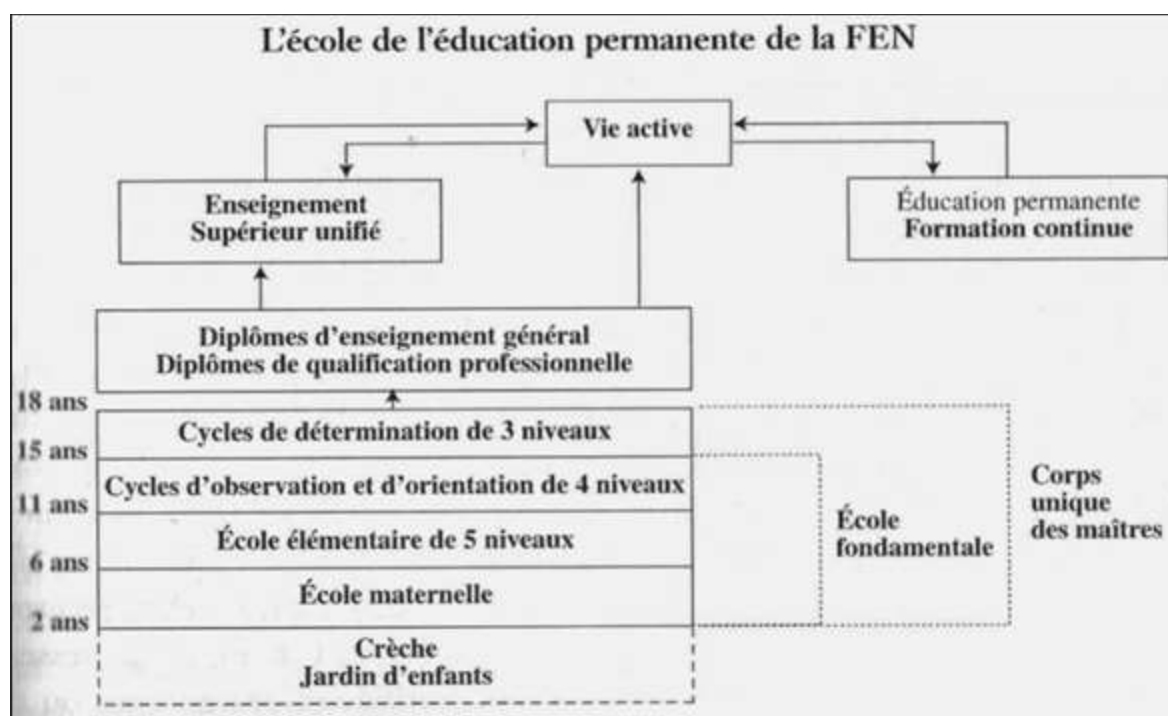 L'école de l'éducation permanente de la FEN
Vie active
Enseignement
Supérieur unifié
Éducation permanente
Formation continue
Diplômes d'enseignement général
Diplômes de qualification professionnelle
18 ans
Cycles de détermination de 3 niveaux
15 ans
Cycles d'observation et d'orientation de 4 niveaux
11 ans
École élémentaire de 5 niveaux
6 ans
École maternelle
2 ans
Crèche
Jardin d'enfants
École
fondamentale
Corps
unique
des maîtres